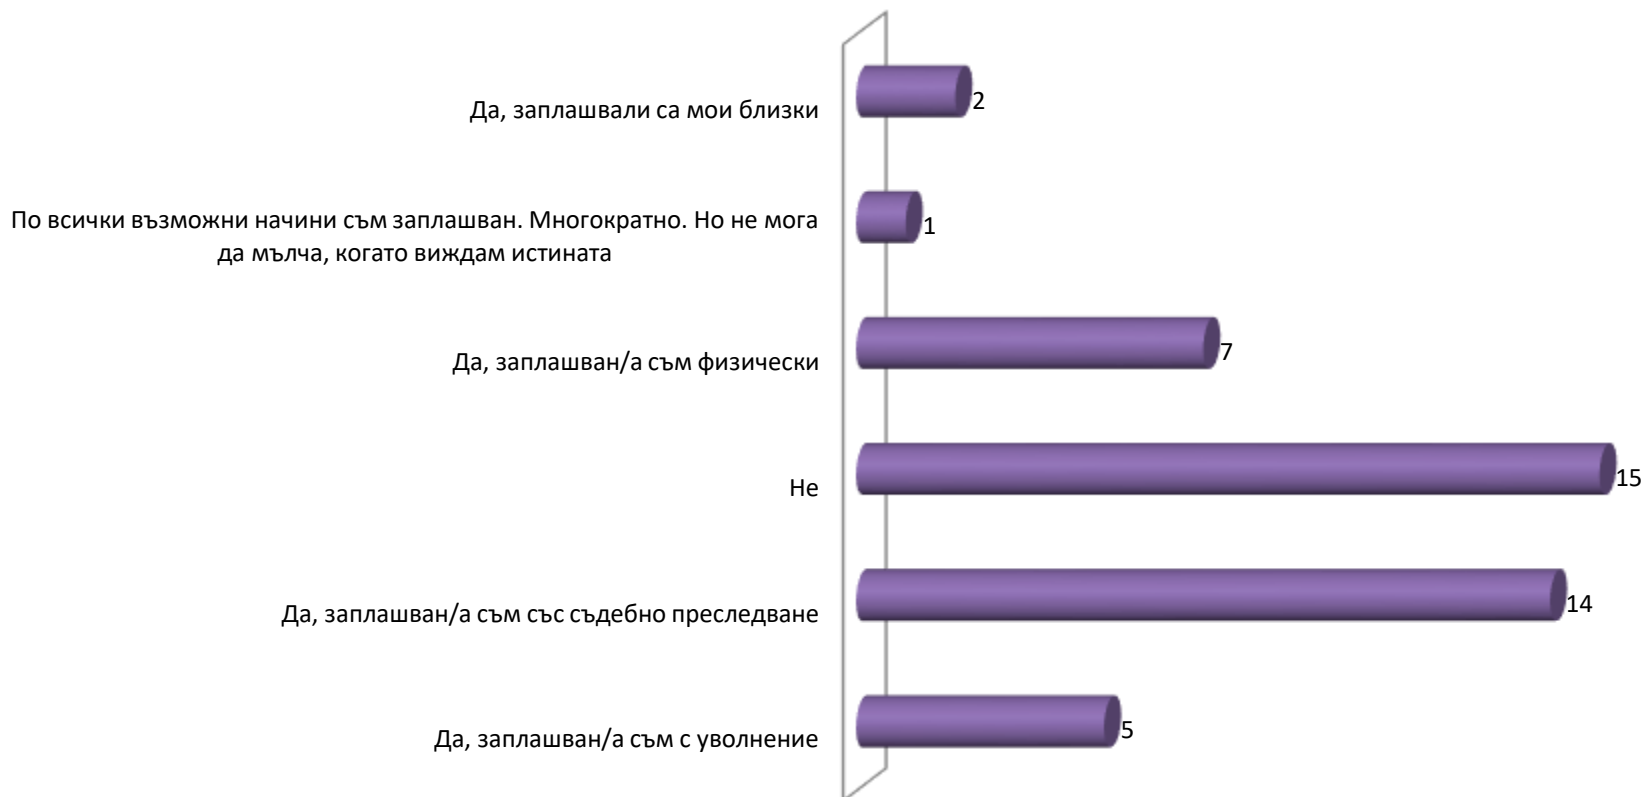 Да, заплашвали са мои близки
2
По всички възможни начини съм заплашван. Многократно. Но не мога
да мълча, когато виждам истината
1
Да, заплашван/а съм физически
7
Не
15
Да, заплашван/а съм със съдебно преследване
14
Да, заплашван/а съм с уволнение
5